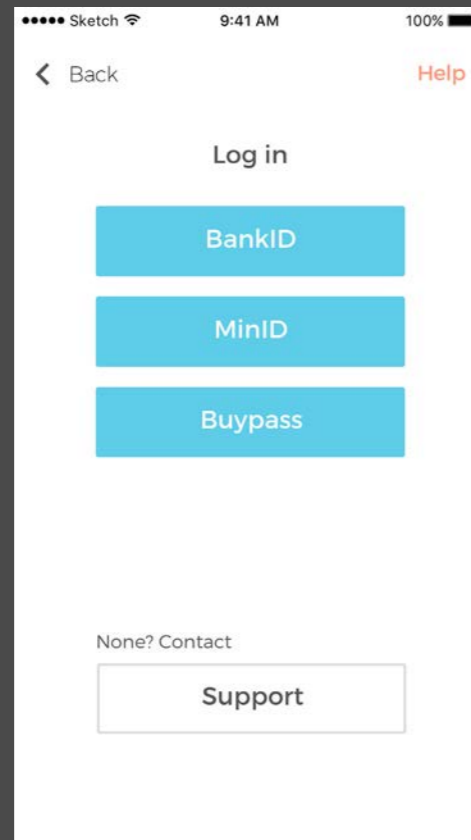 Sketch 9:41 AM 100%
Back Help
Log in
BankID
MinID
Buypass
None? Contact
Support